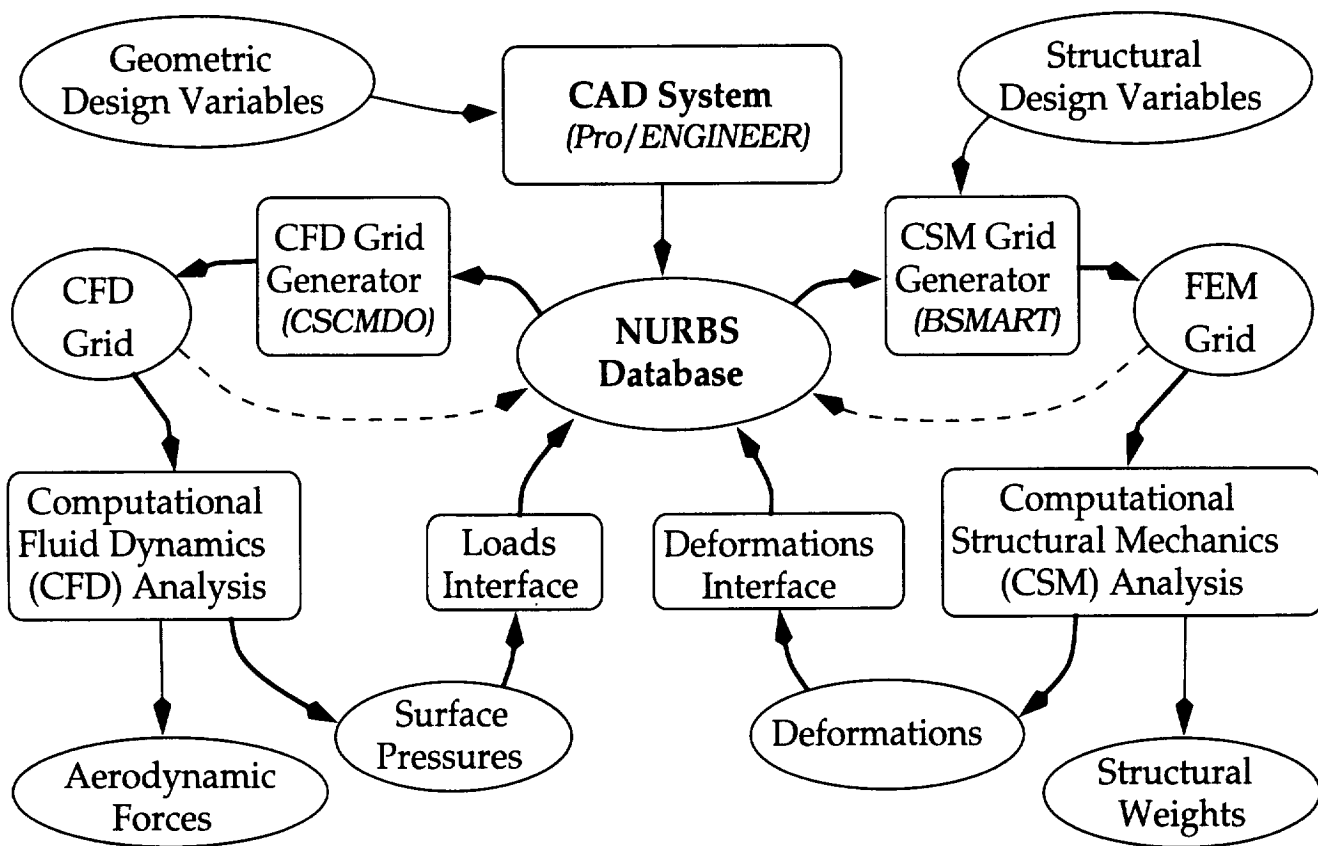 Geometric
Design Variables
CAD System
(Pro/ENGINEER)
Structural
Design Variables
CFD Grid
Generator
(CSCMDO)
CSM Grid
Generator
(BSMART)
CFD
Grid
NURBS
Database
FEM
Grid
Computational
Fluid Dynamics
(CFD) Analysis
Loads
Interface
Deformations
Interface
Computational
Structural Mechanics
(CSM) Analysis
Surface
Pressures
Deformations
Aerodynamic
Forces
Structural
Weights